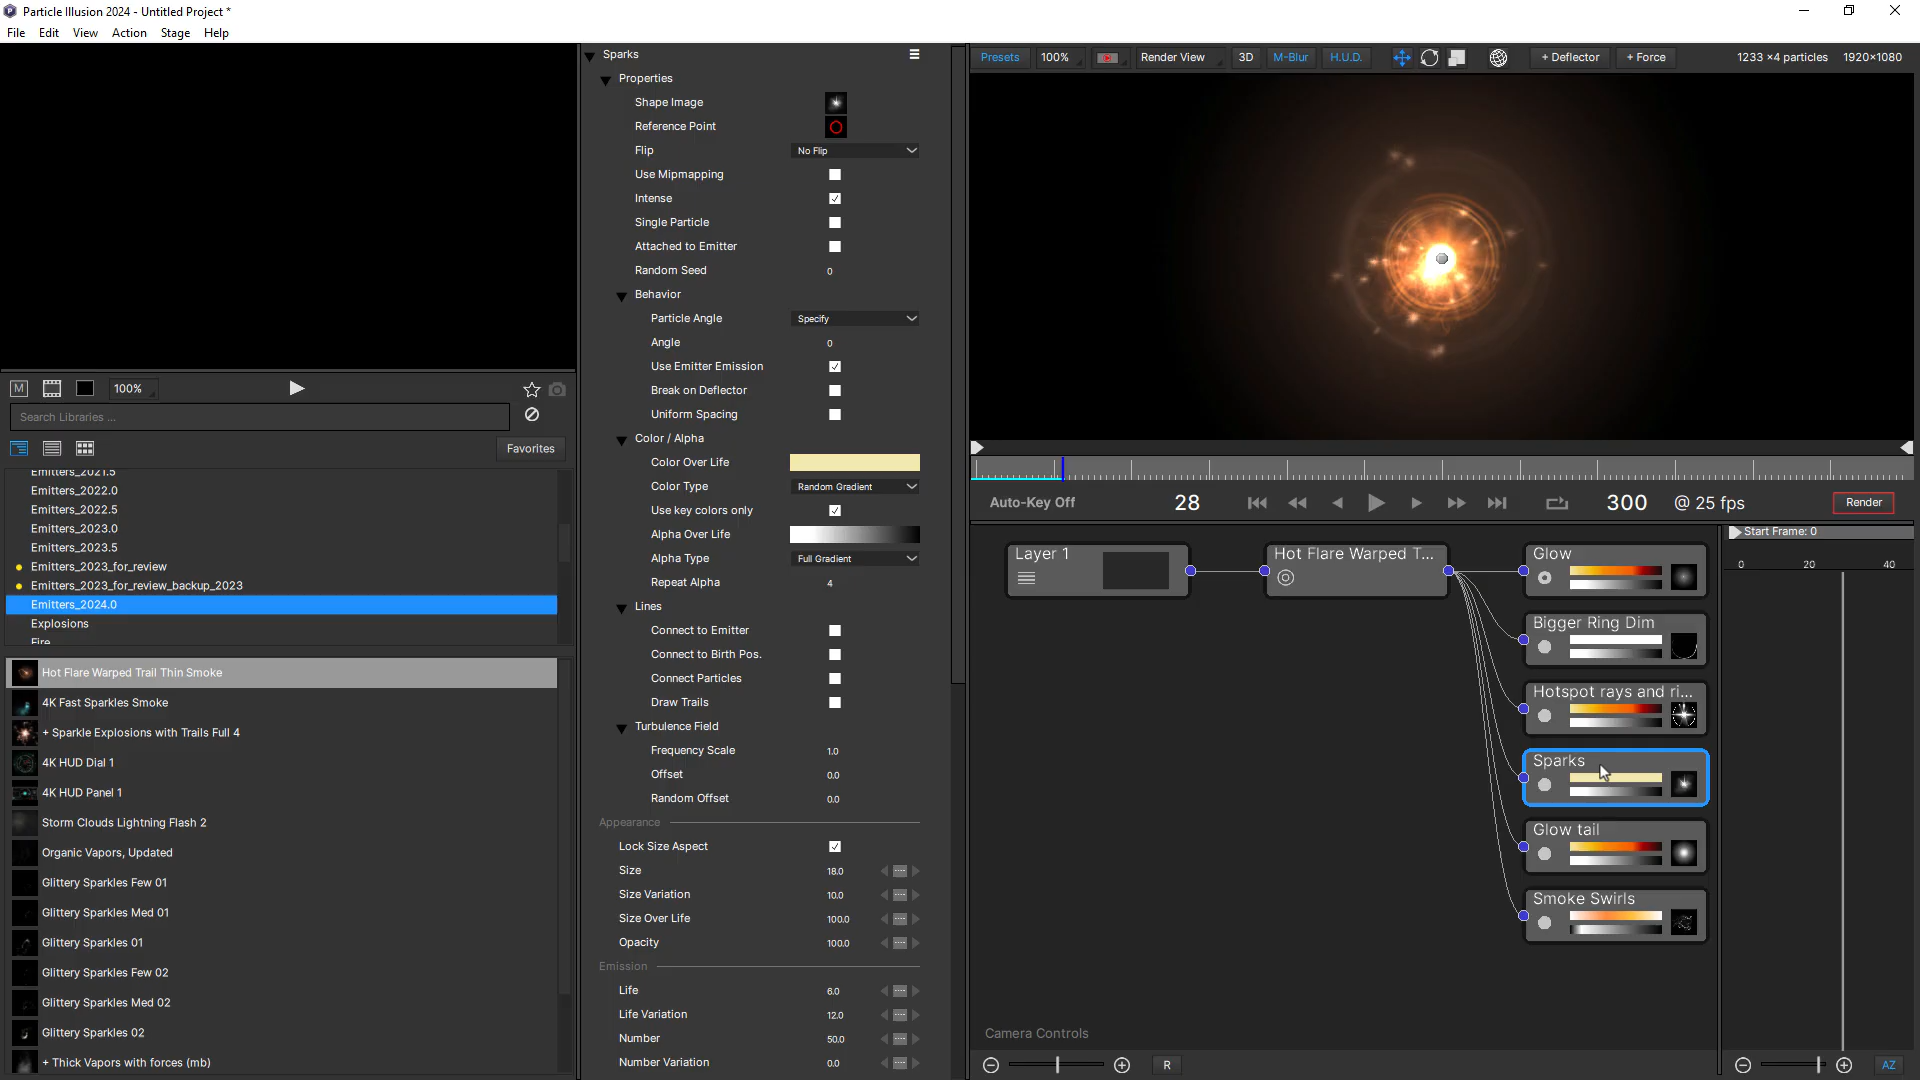 Particle Illusion 2024 - Untitled Project *
File Edit View Action Stage Help
M 100%
Search Libraries ...
Favorites
Emitters_2021.5
Emitters_2022.0
Emitters_2022.5
Emitters_2023.0
Emitters_2023.5
Emitters_2023_for_review
Emitters_2023_for_review_backup_2023
Emitters_2024.0
Explosions
Fire
Hot Flare Warped Trail Thin Smoke
4K Fast Sparkles Smoke
+ Sparkle Explosions with Trails Full 4
4K HUD Dial 1
4K HUD Panel 1
Storm Clouds Lightning Flash 2
Organic Vapors, Updated
Glittery Sparkles Few 01
Glittery Sparkles Med 01
Glittery Sparkles 01
Glittery Sparkles Few 02
Glittery Sparkles Med 02
Glittery Sparkles 02
+ Thick Vapors with forces (mb)
Sparks
Properties
Shape Image
Reference Point
Flip No Flip
Use Mipmapping
Intense
Single Particle
Attached to Emitter
Random Seed 0
Behavior
Particle Angle Specify
Angle 0
Use Emitter Emission
Break on Deflector
Uniform Spacing
Color / Alpha
Color Over Life
Color Type Random Gradient
Use key colors only
Alpha Over Life
Alpha Type Full Gradient
Repeat Alpha 4
Lines
Connect to Emitter
Connect to Birth Pos.
Connect Particles
Draw Trails
Turbulence Field
Frequency Scale 1.0
Offset 0.0
Random Offset 0.0
Appearance
Lock Size Aspect
Size 18.0
Size Variation 10.0
Size Over Life 100.0
Opacity 100.0
Emission
Life 6.0
Life Variation 12.0
Number 50.0
Number Variation 0.0
Presets 100% Render View 3D M-Blur H.U.D. + Deflector + Force 1233 ×4 particles 1920×1080
Auto-Key Off 28 300 @ 25 fps Render
Layer 1
Hot Flare Warped T...
Glow
Bigger Ring Dim
Hotspot rays and ri...
Sparks
Glow tail
Smoke Swirls
Camera Controls
R
Start Frame: 0
0 20 40
AZ